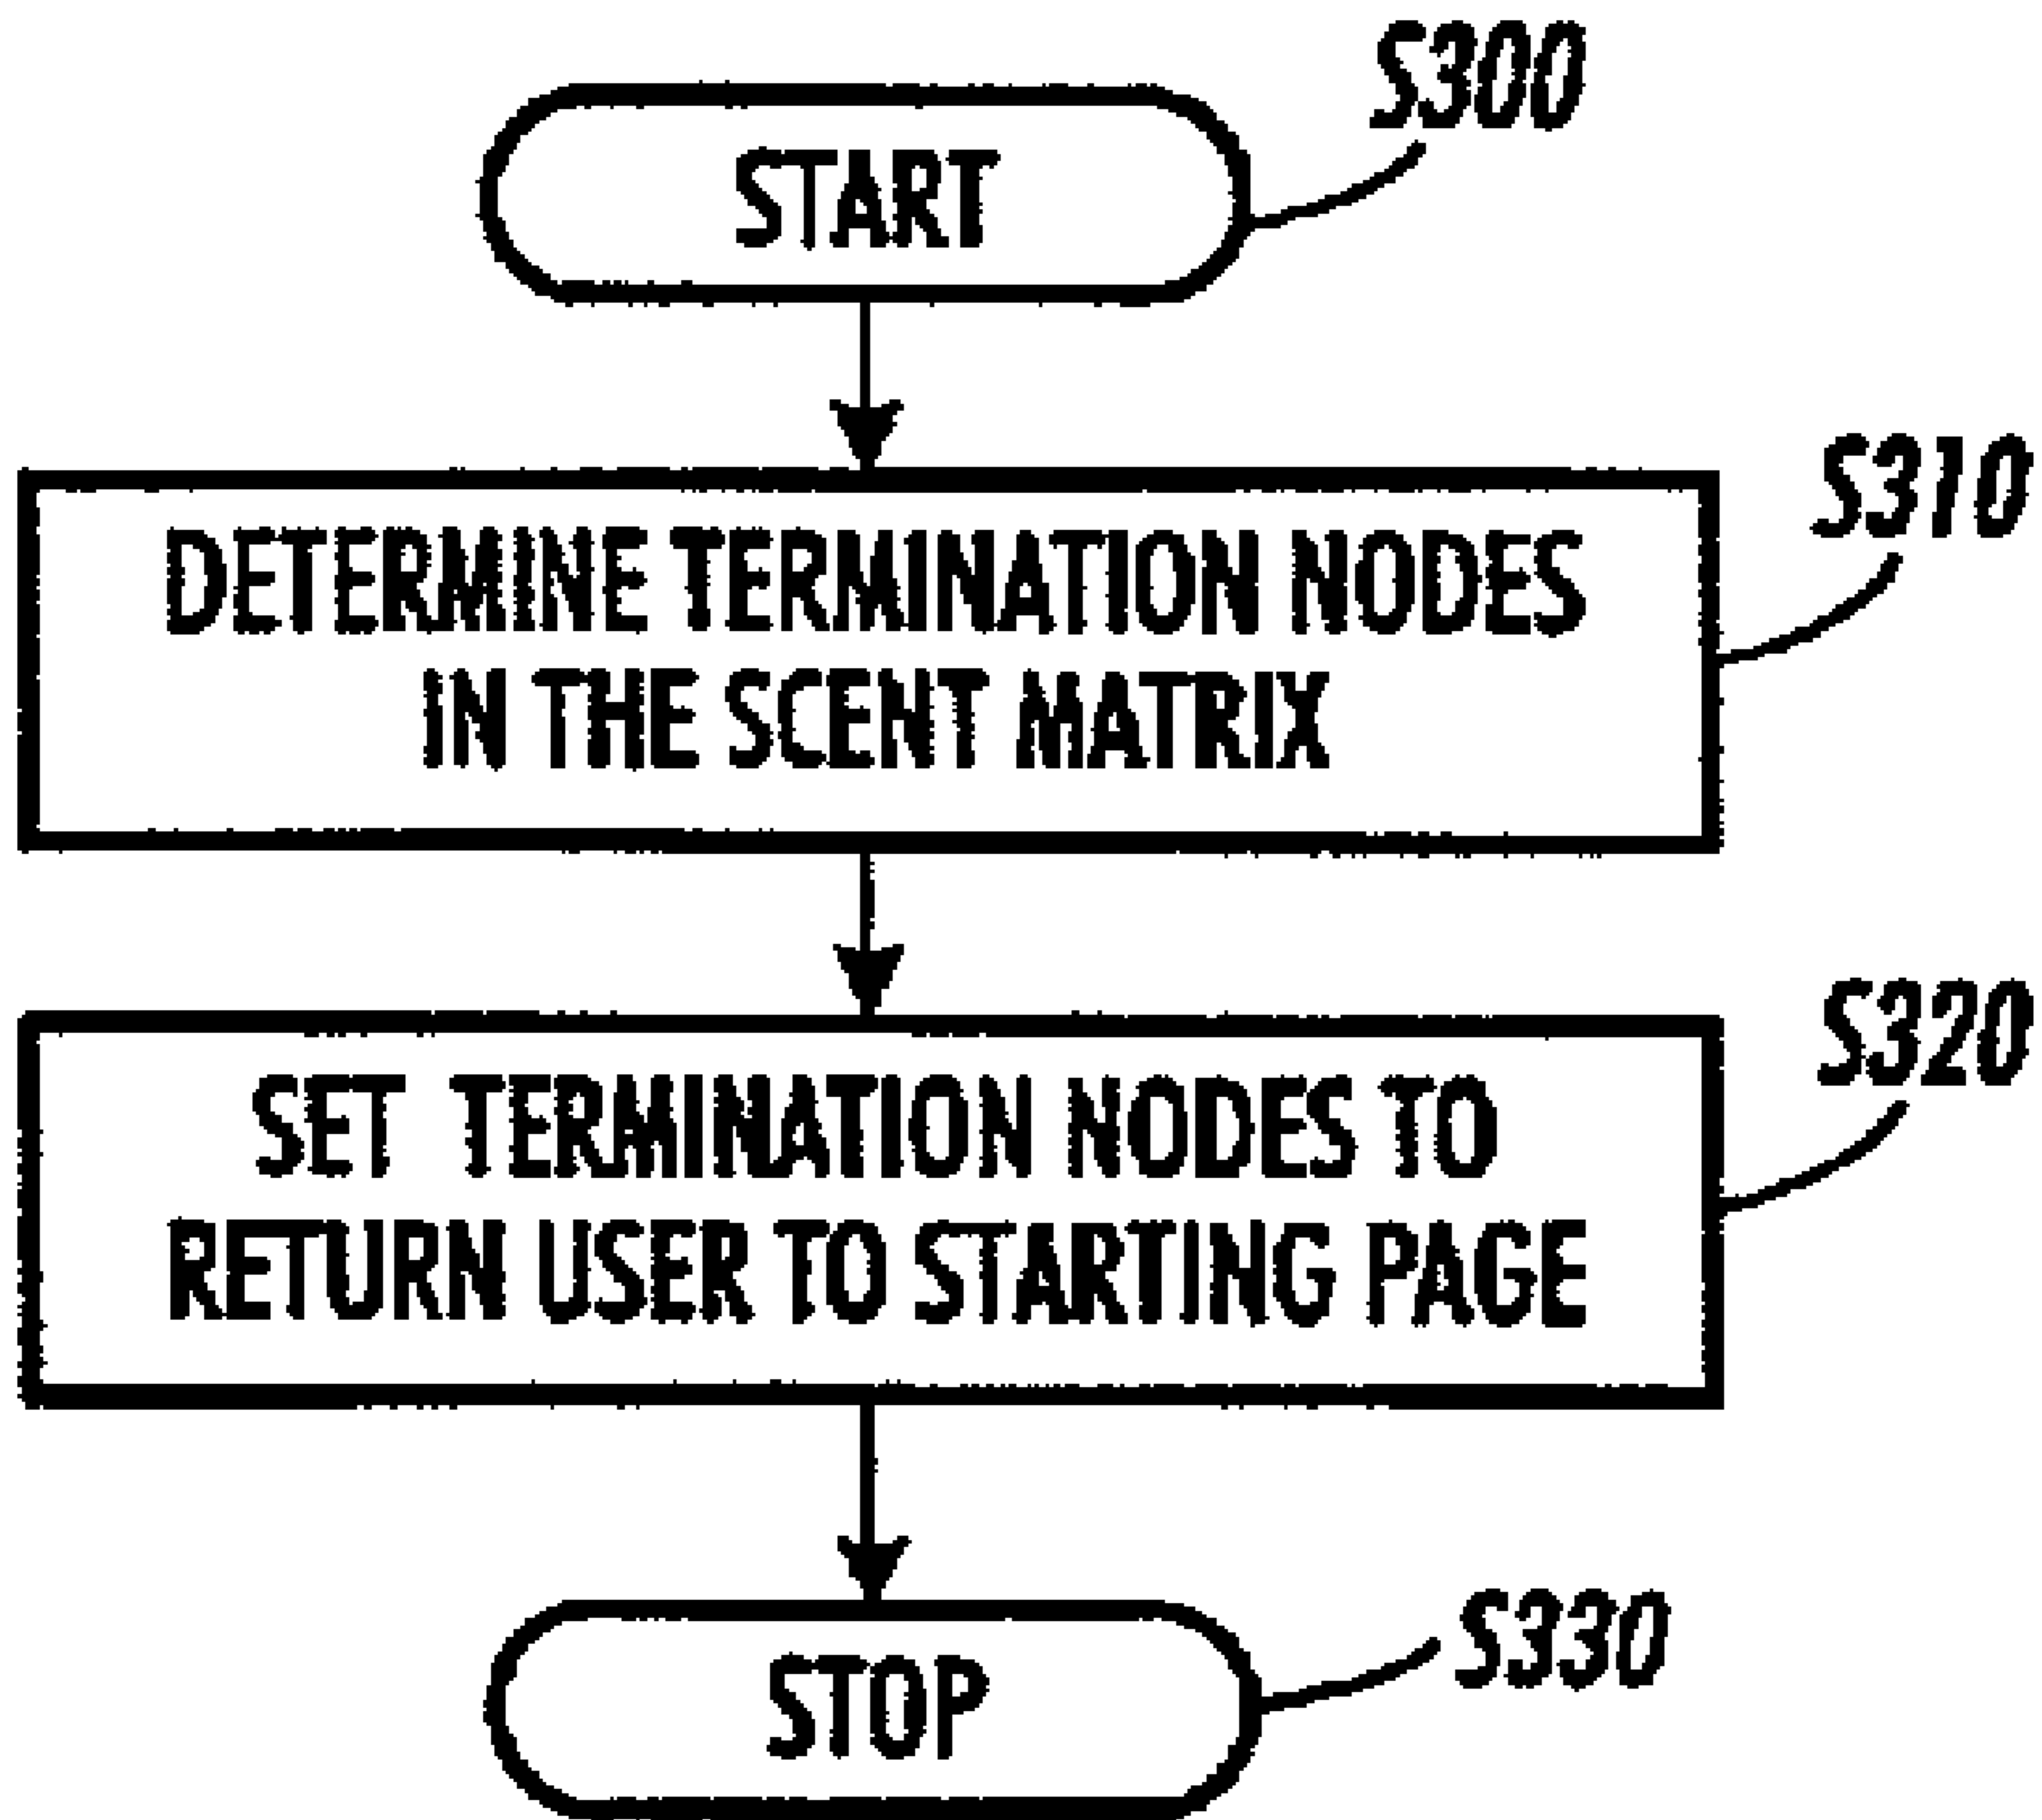 S300
START
S310
DETERMINE TERMINATION NODES
IN THE SCENT MATRIX
S320
SET TERMINATION NODES TO
RETURN USER TO STARTING PAGE
S330
STOP